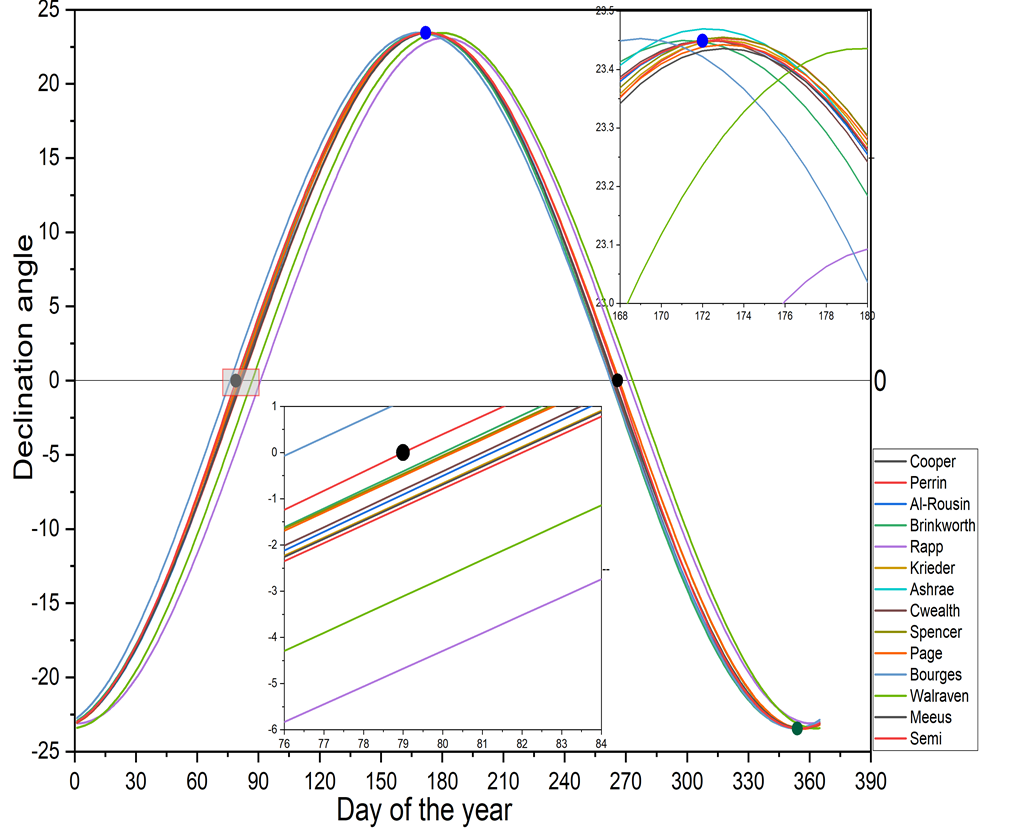 25
20
15
10
5
0
-5
-10
-15
-20
-25
Declination angle
0 30 60 90 120 150 180 210 240 270 300 330 360 390
Day of the year
0
23.5
23.4
23.3
23.2
23.1
23.0
168 170 172 174 176 178 180
1
0
-1
-2
-3
-4
-5
-6
76 77 78 79 80 81 82 83 84
Cooper
Perrin
Al-Rousin
Brinkworth
Rapp
Krieder
Ashrae
Cwealth
Spencer
Page
Bourges
Walraven
Meeus
Semi